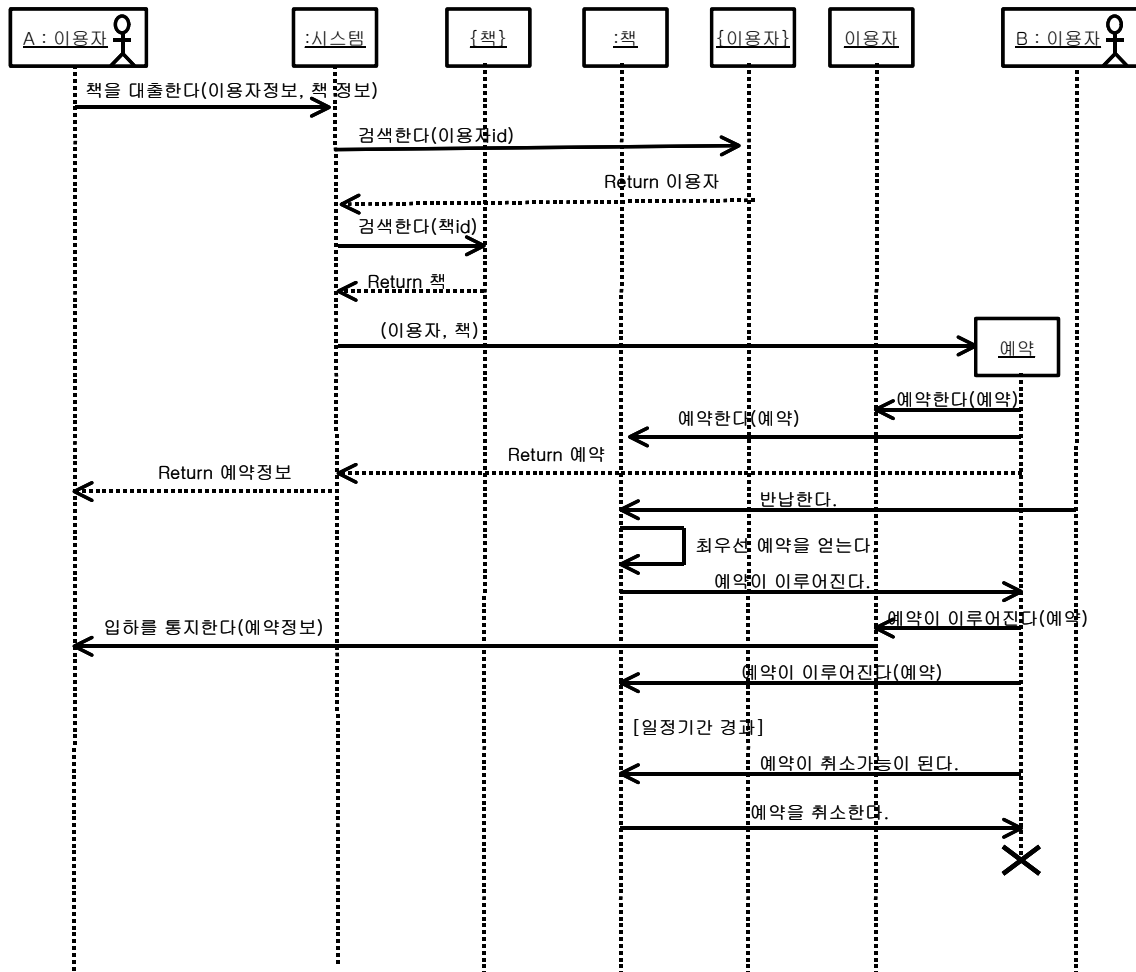 A : 이용자
:시스템
{책}
:책
{이용자}
이용자
B : 이용자
책을 대출한다(이용자정보, 책 정보)
검색한다(이용자id)
Return 이용자
검색한다(책id)
Return 책
(이용자, 책)
예약
예약한다(예약)
예약한다(예약)
Return 예약
Return 예약정보
반납한다.
최우선 예약을 얻는다
예약이 이루어진다.
예약이 이루어진다(예약)
입하를 통지한다(예약정보)
예약이 이루어진다(예약)
[일정기간 경과]
예약이 취소가능이 된다.
예약을 취소한다.